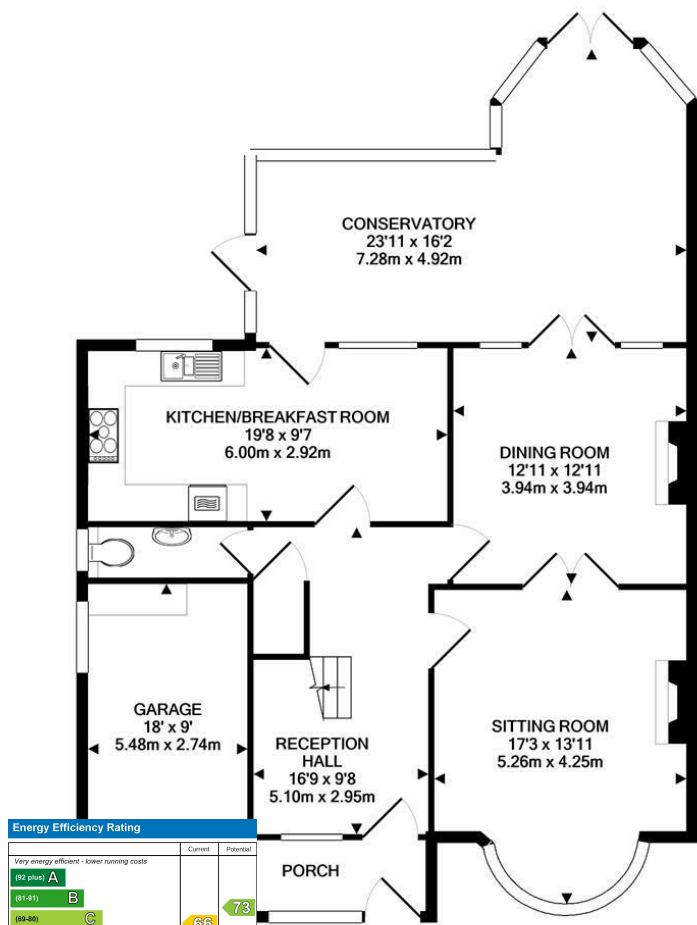 CONSERVATORY
23'11 x 16'2
7.28m x 4.92m
KITCHEN/BREAKFAST ROOM
19'8 x 9'7
6.00m x 2.92m
DINING ROOM
12'11 x 12'11
3.94m x 3.94m
GARAGE
18' x 9'
5.48m x 2.74m
SITTING ROOM
17'3 x 13'11
5.26m x 4.25m
RECEPTION
HALL
16'9 x 9'8
5.10m x 2.95m
PORCH
Energy Efficiency Rating
Current Potential
Very energy efficient - lower running costs
(92 plus) A
(81-91) B
73
(69-80) C
66